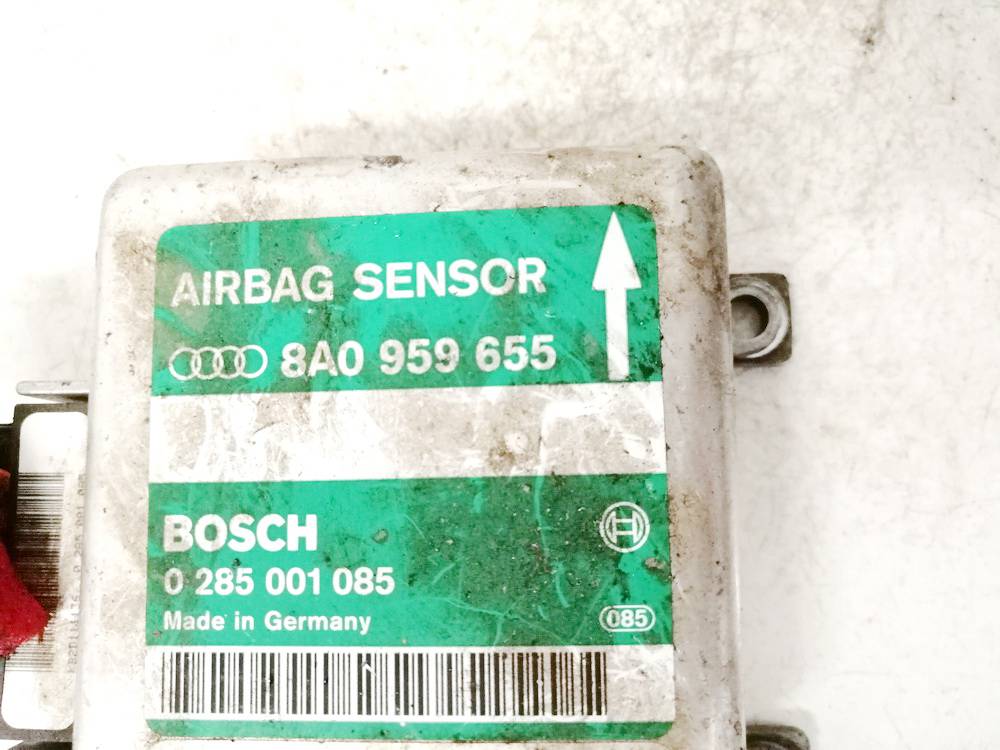 AIRBAG SENSOR
8A0 959 655
BOSCH
0 285 001 085
Made in Germany
085